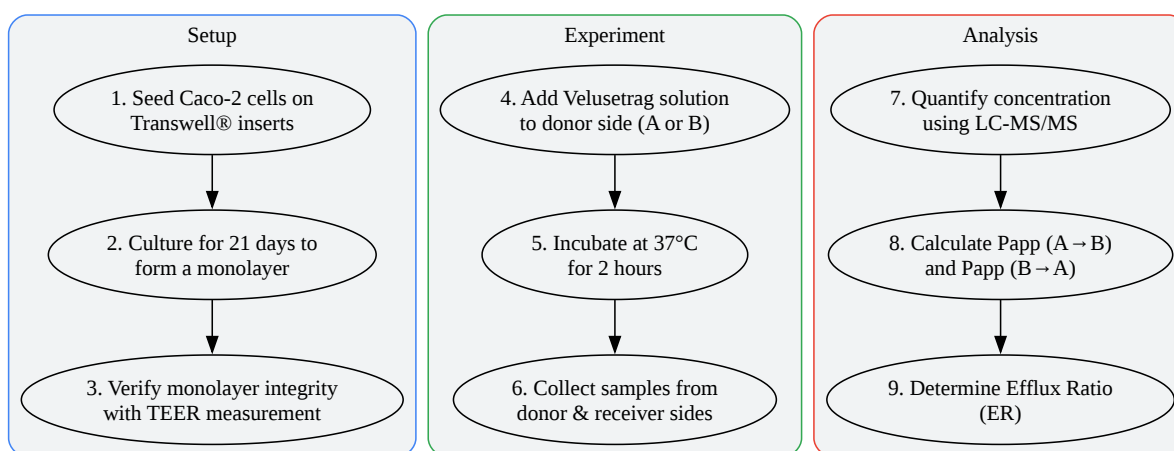 Setup
1. Seed Caco-2 cells on
Transwell® inserts
2. Culture for 21 days to
form a monolayer
3. Verify monolayer integrity
with TEER measurement
Experiment
4. Add Velusetrag solution
to donor side (A or B)
5. Incubate at 37°C
for 2 hours
6. Collect samples from
donor & receiver sides
Analysis
7. Quantify concentration
using LC-MS/MS
8. Calculate Papp (A→B)
and Papp (B→A)
9. Determine Efflux Ratio
(ER)